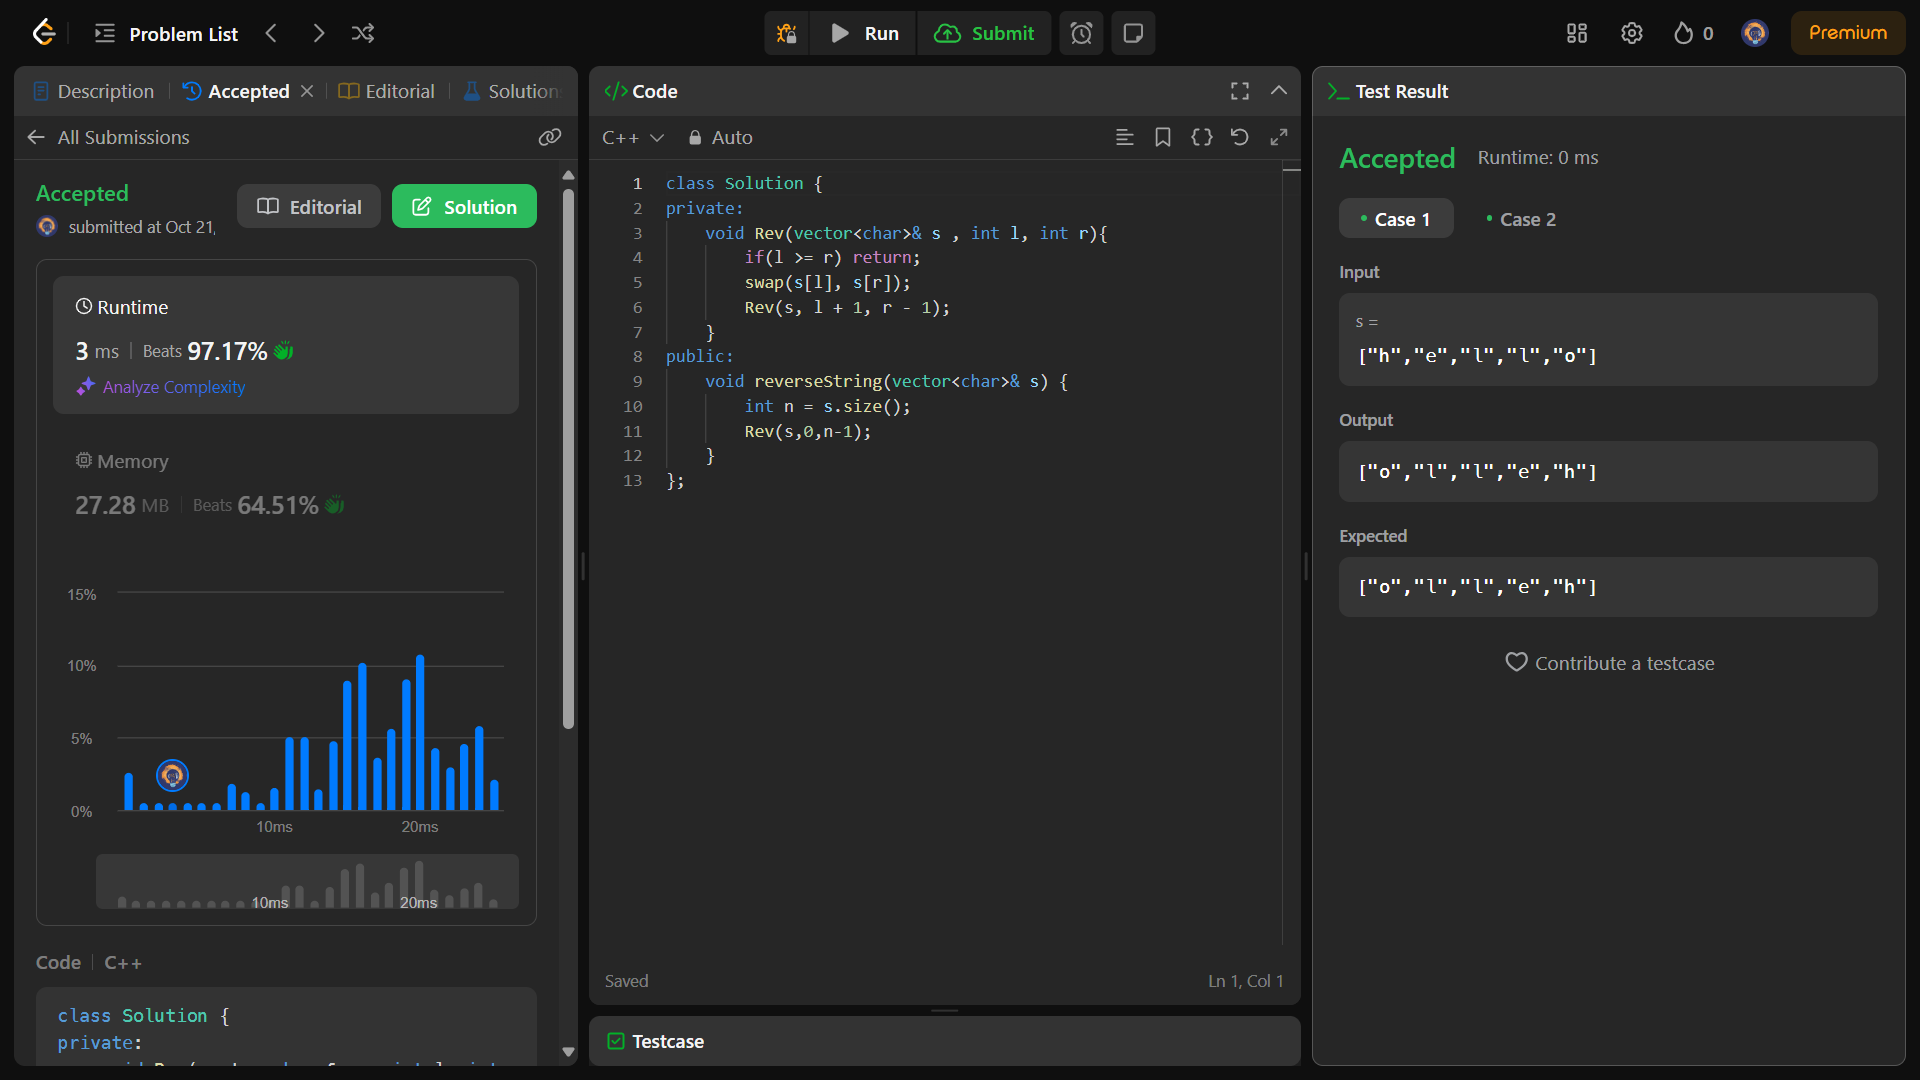 Problem List
Run
Submit
0
Premium
Description
Accepted
Editorial
Solution
All Submissions
Accepted
submitted at Oct 21,
Editorial
Solution
Runtime
3 ms
Beats 97.17%
Analyze Complexity
Memory
27.28 MB
Beats 64.51%
15%
10%
5%
0%
10ms
20ms
10ms
20ms
Code
C++
class Solution {
private:
</> Code
C++
Auto
1 class Solution {
2 private:
3 void Rev(vector<char>& s , int l, int r){
4 if(l >= r) return;
5 swap(s[l], s[r]);
6 Rev(s, l + 1, r - 1);
7 }
8 public:
9 void reverseString(vector<char>& s) {
10 int n = s.size();
11 Rev(s,0,n-1);
12 }
13 };
Saved
Ln 1, Col 1
Testcase
Test Result
Accepted
Runtime: 0 ms
Case 1
Case 2
Input
s =
["h","e","l","l","o"]
Output
["o","l","l","e","h"]
Expected
["o","l","l","e","h"]
Contribute a testcase